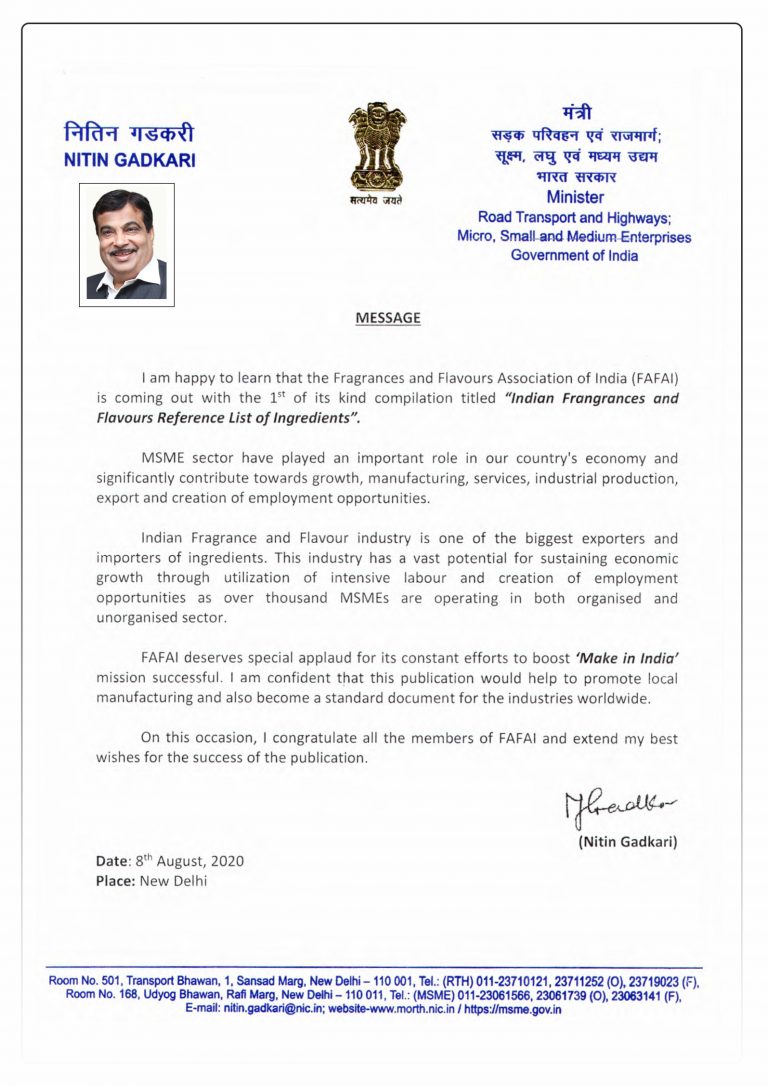 नितिन गडकरी
NITIN GADKARI
सत्यमेव जयते
मंत्री
सड़क परिवहन एवं राजमार्ग;
सूक्ष्म, लघु एवं मध्यम उद्यम
भारत सरकार
Minister
Road Transport and Highways;
Micro, Small and Medium Enterprises
Government of India
MESSAGE
I am happy to learn that the Fragrances and Flavours Association of India (FAFAI)
is coming out with the 1st of its kind compilation titled "Indian Frangrances and
Flavours Reference List of Ingredients".
MSME sector have played an important role in our country's economy and
significantly contribute towards growth, manufacturing, services, industrial production,
export and creation of employment opportunities.
Indian Fragrance and Flavour industry is one of the biggest exporters and
importers of ingredients. This industry has a vast potential for sustaining economic
growth through utilization of intensive labour and creation of employment
opportunities as over thousand MSMEs are operating in both organised and
unorganised sector.
FAFAI deserves special applaud for its constant efforts to boost 'Make in India'
mission successful. I am confident that this publication would help to promote local
manufacturing and also become a standard document for the industries worldwide.
On this occasion, I congratulate all the members of FAFAI and extend my best
wishes for the success of the publication.
(Nitin Gadkari)
Date: 8th August, 2020
Place: New Delhi
Room No. 501, Transport Bhawan, 1, Sansad Marg, New Delhi – 110 001, Tel.: (RTH) 011-23710121, 23711252 (O), 23719023 (F),
Room No. 168, Udyog Bhawan, Rafi Marg, New Delhi – 110 011, Tel.: (MSME) 011-23061566, 23061739 (O), 23063141 (F),
E-mail: nitin.gadkari@nic.in; website-www.morth.nic.in / https://msme.gov.in